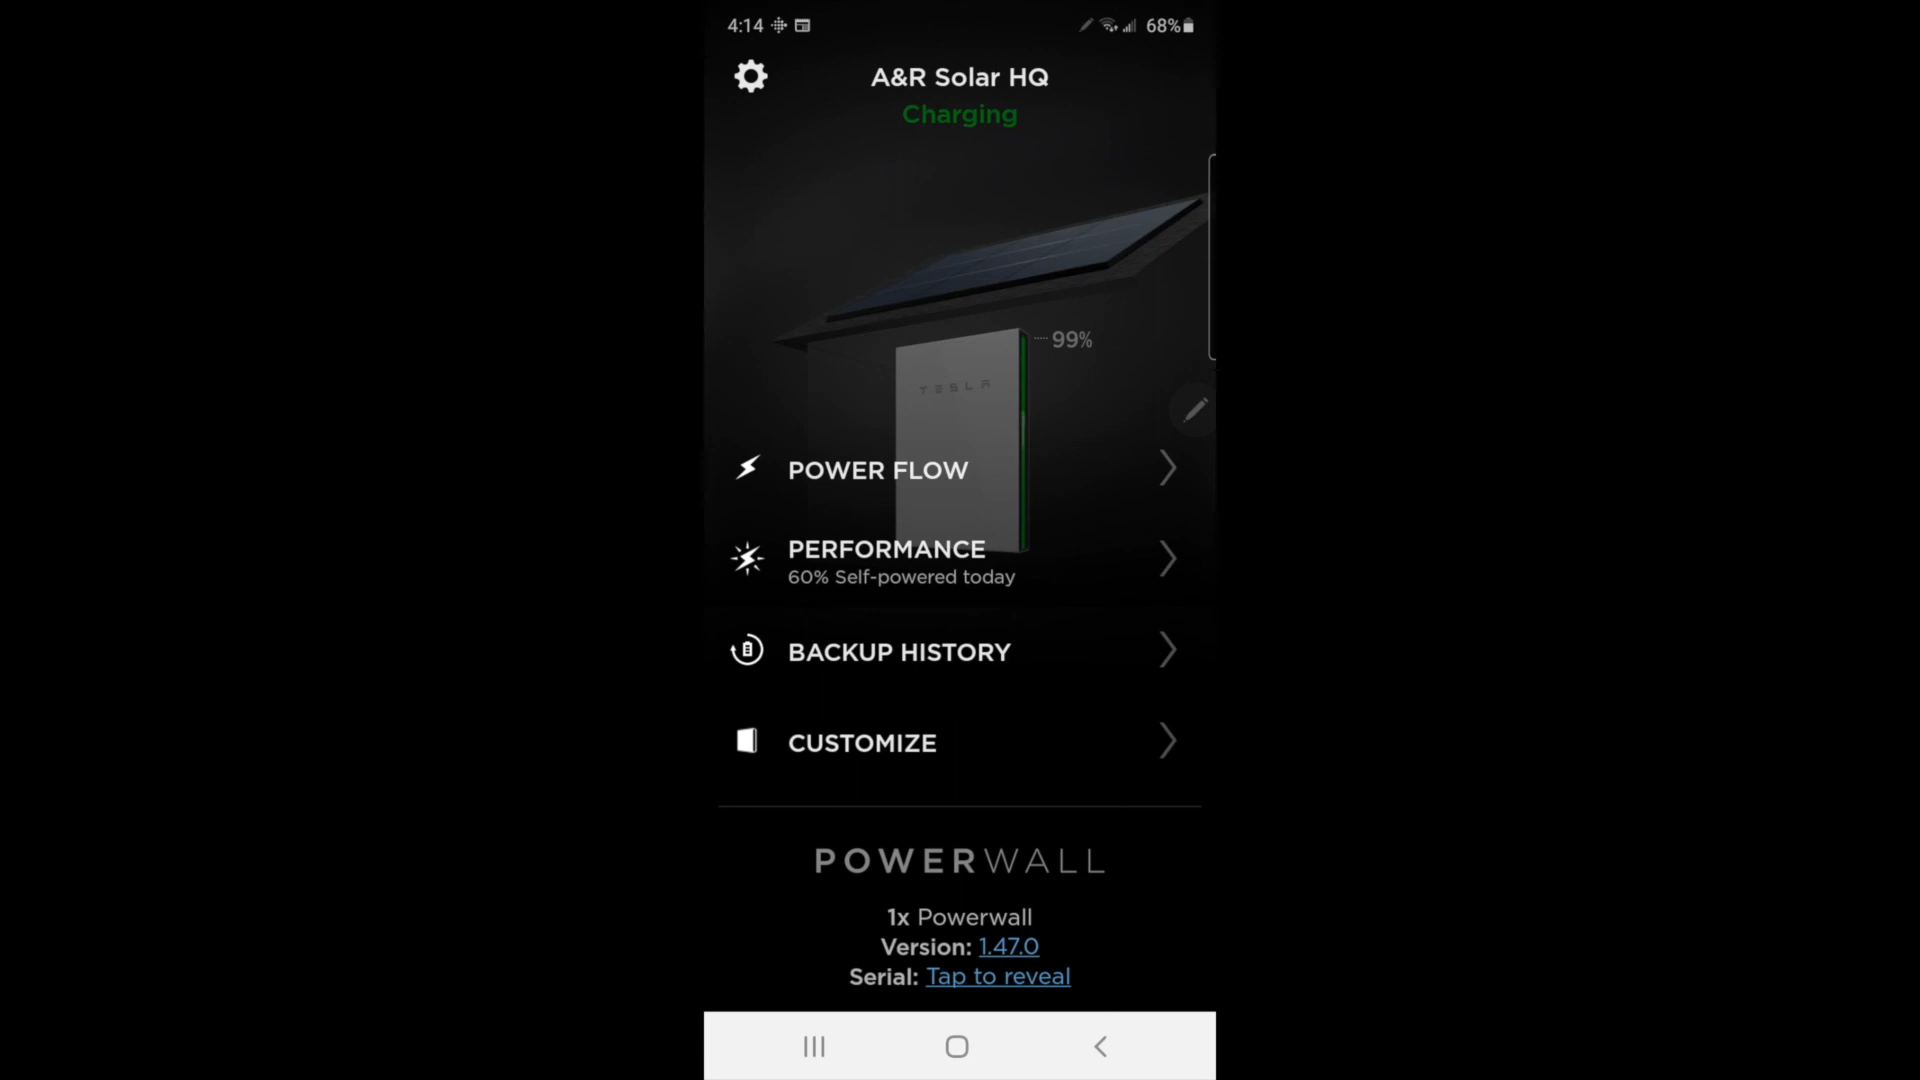 4:14
68%
A&R Solar HQ
Charging
99%
TESLA
POWER FLOW
PERFORMANCE
60% Self-powered today
BACKUP HISTORY
CUSTOMIZE
POWERWALL
1x Powerwall
Version: 1.47.0
Serial: Tap to reveal